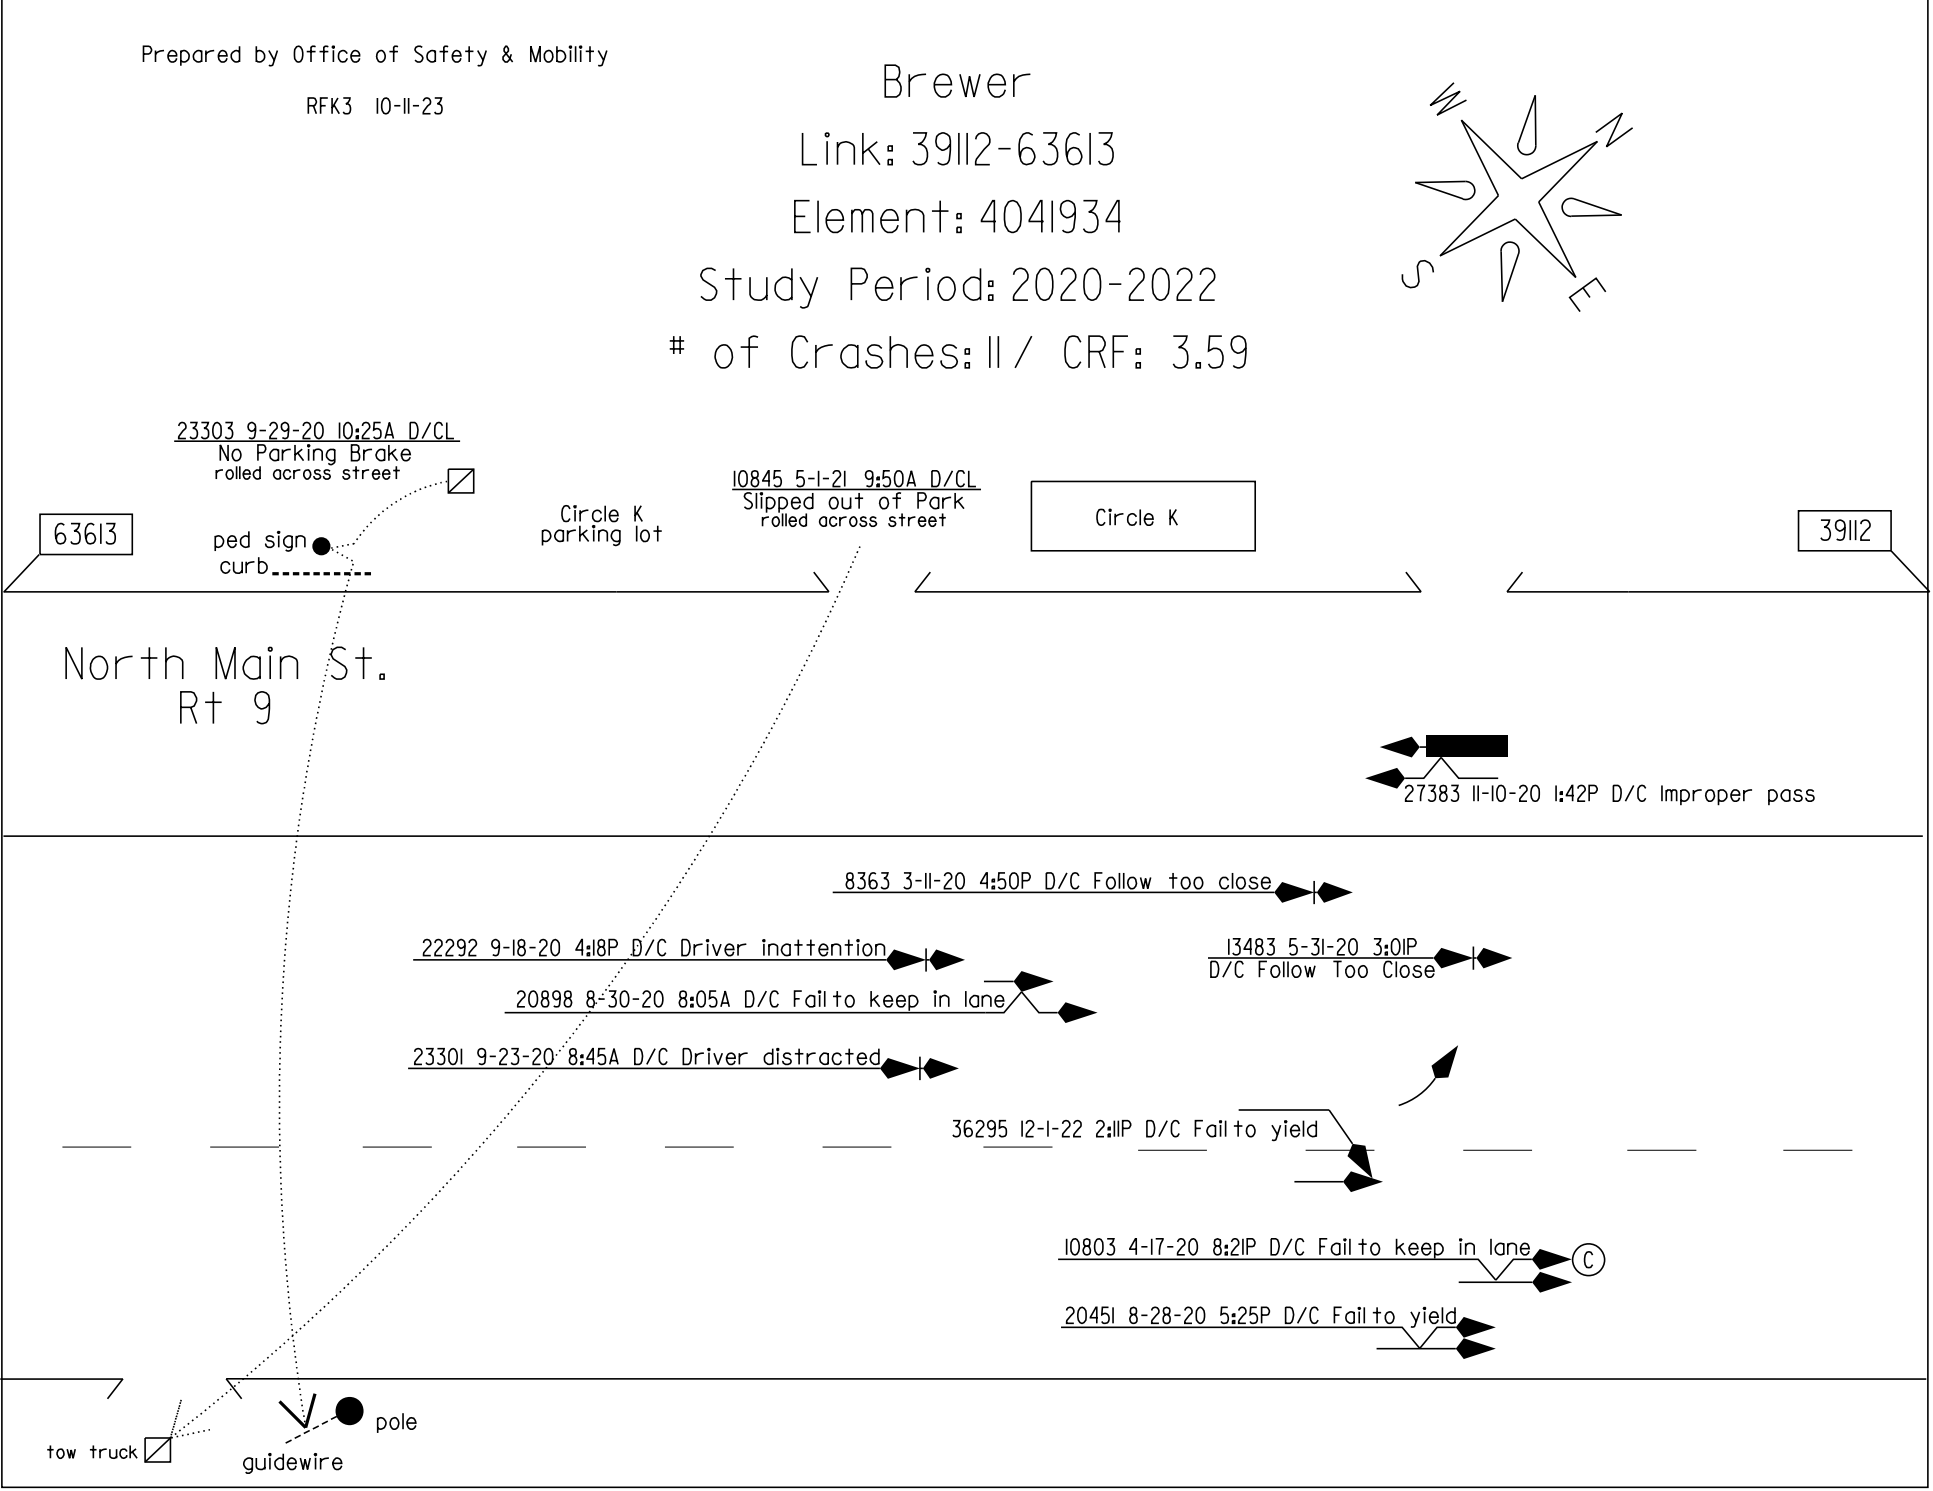 Prepared by Office of Safety & Mobility
RFK3 10-11-23
Brewer
Link: 39112-63613
Element: 4041934
Study Period: 2020-2022
# of Crashes: 11 / CRF: 3.59
W
N
S
E
23303 9-29-20 10:25A D/CL
No Parking Brake
rolled across street
10845 5-1-21 9:50A D/CL
Slipped out of Park
rolled across street
Circle K
parking lot
Circle K
63613
39112
ped sign
curb
North Main St.
Rt 9
27383 11-10-20 1:42P D/C Improper pass
8363 3-11-20 4:50P D/C Follow too close
22292 9-18-20 4:18P D/C Driver inattention
13483 5-31-20 3:01P
D/C Follow Too Close
20898 8-30-20 8:05A D/C Fail to keep in lane
23301 9-23-20 8:45A D/C Driver distracted
36295 12-1-22 2:11P D/C Fail to yield
10803 4-17-20 8:21P D/C Fail to keep in lane
C
20451 8-28-20 5:25P D/C Fail to yield
pole
tow truck
guidewire